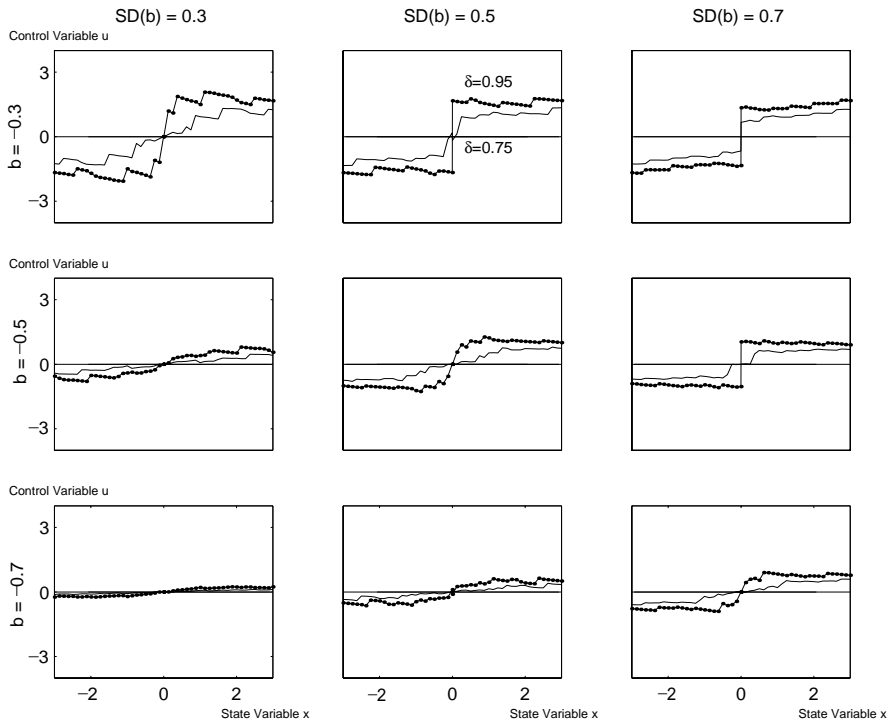 SD(b) = 0.3
SD(b) = 0.5
SD(b) = 0.7
Control Variable u
b = −0.3
3
0
−3
δ=0.95
δ=0.75
Control Variable u
b = −0.5
3
0
−3
Control Variable u
b = −0.7
3
0
−3
−2 0 2
−2 0 2
−2 0 2
State Variable x
State Variable x
State Variable x